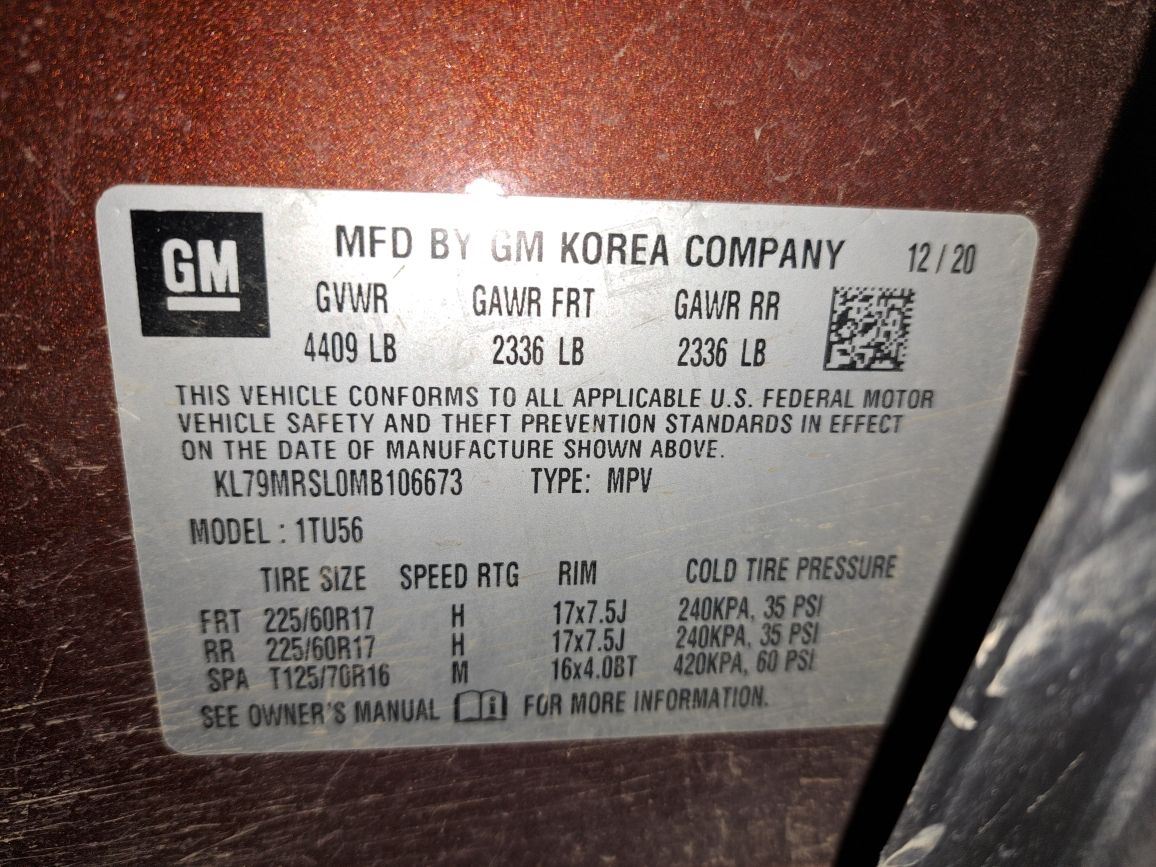 GM
MFD BY GM KOREA COMPANY 12 / 20
GVWR GAWR FRT GAWR RR
4409 LB 2336 LB 2336 LB
THIS VEHICLE CONFORMS TO ALL APPLICABLE U.S. FEDERAL MOTOR
VEHICLE SAFETY AND THEFT PREVENTION STANDARDS IN EFFECT
ON THE DATE OF MANUFACTURE SHOWN ABOVE.
KL79MRSL0MB106673 TYPE: MPV
MODEL : 1TU56
TIRE SIZE SPEED RTG RIM COLD TIRE PRESSURE
FRT 225/60R17 H 17x7.5J 240KPA, 35 PSI
RR 225/60R17 H 17x7.5J 240KPA, 35 PSI
SPA T125/70R16 M 16x4.0BT 420KPA, 60 PSI
SEE OWNER'S MANUAL i FOR MORE INFORMATION.